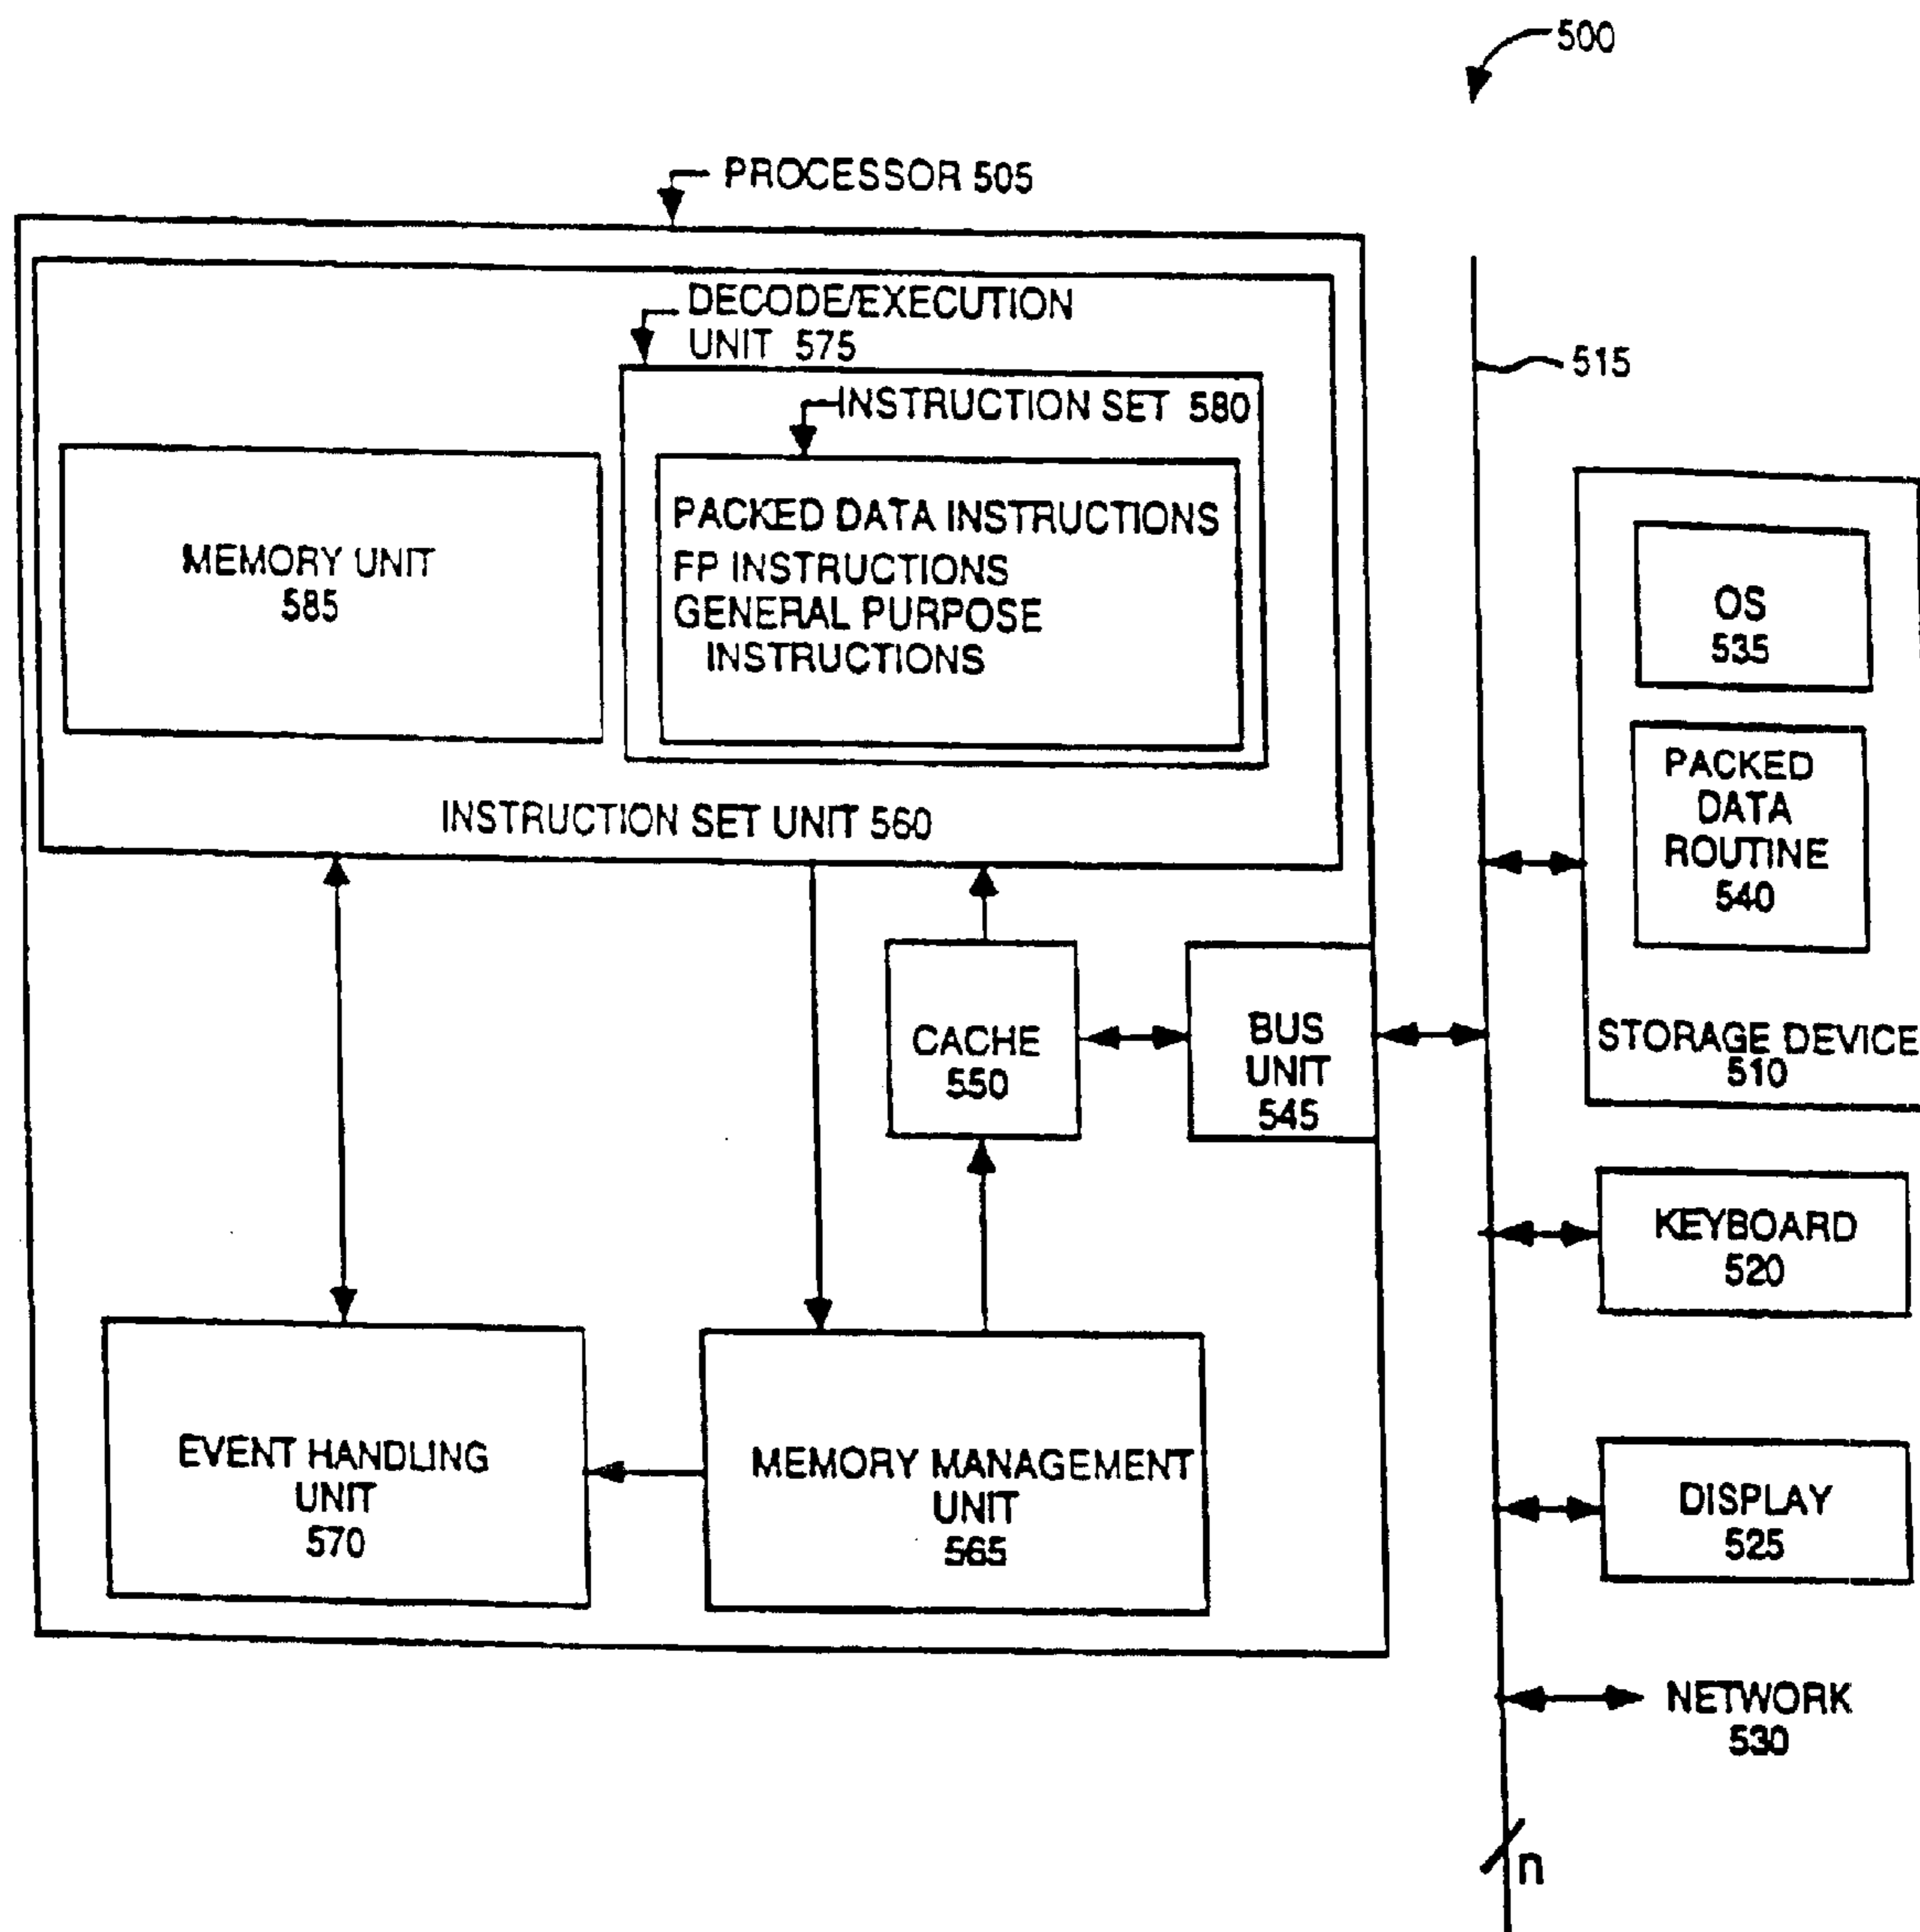 500
PROCESSOR 505
DECODE/EXECUTION
UNIT 575
INSTRUCTION SET 580
PACKED DATA INSTRUCTIONS
FP INSTRUCTIONS
GENERAL PURPOSE
INSTRUCTIONS
MEMORY UNIT
585
INSTRUCTION SET UNIT 560
CACHE
550
BUS
UNIT
545
EVENT HANDLING
UNIT
570
MEMORY MANAGEMENT
UNIT
565
515
OS
535
PACKED
DATA
ROUTINE
540
STORAGE DEVICE
510
KEYBOARD
520
DISPLAY
525
NETWORK
530
n